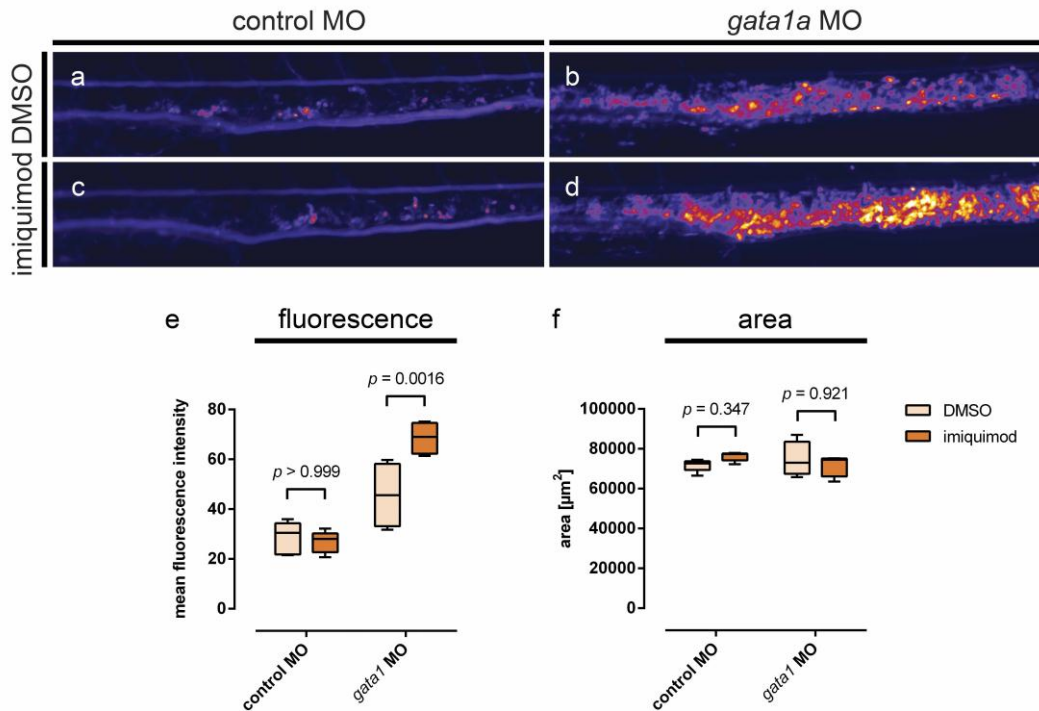 control MO
gata1a MO
imiquimod DMSO
a
b
c
d
e
fluorescence
mean fluorescence intensity
80
60
40
20
0
p > 0.999
p = 0.0016
control MO
gata1 MO
f
area
area [µm²]
100000
80000
60000
40000
20000
0
p = 0.347
p = 0.921
control MO
gata1 MO
DMSO
imiquimod